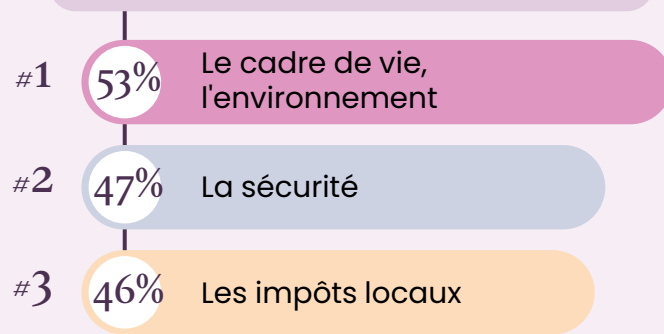 #1 53% Le cadre de vie,
l'environnement
#2 47% La sécurité
#3 46% Les impôts locaux